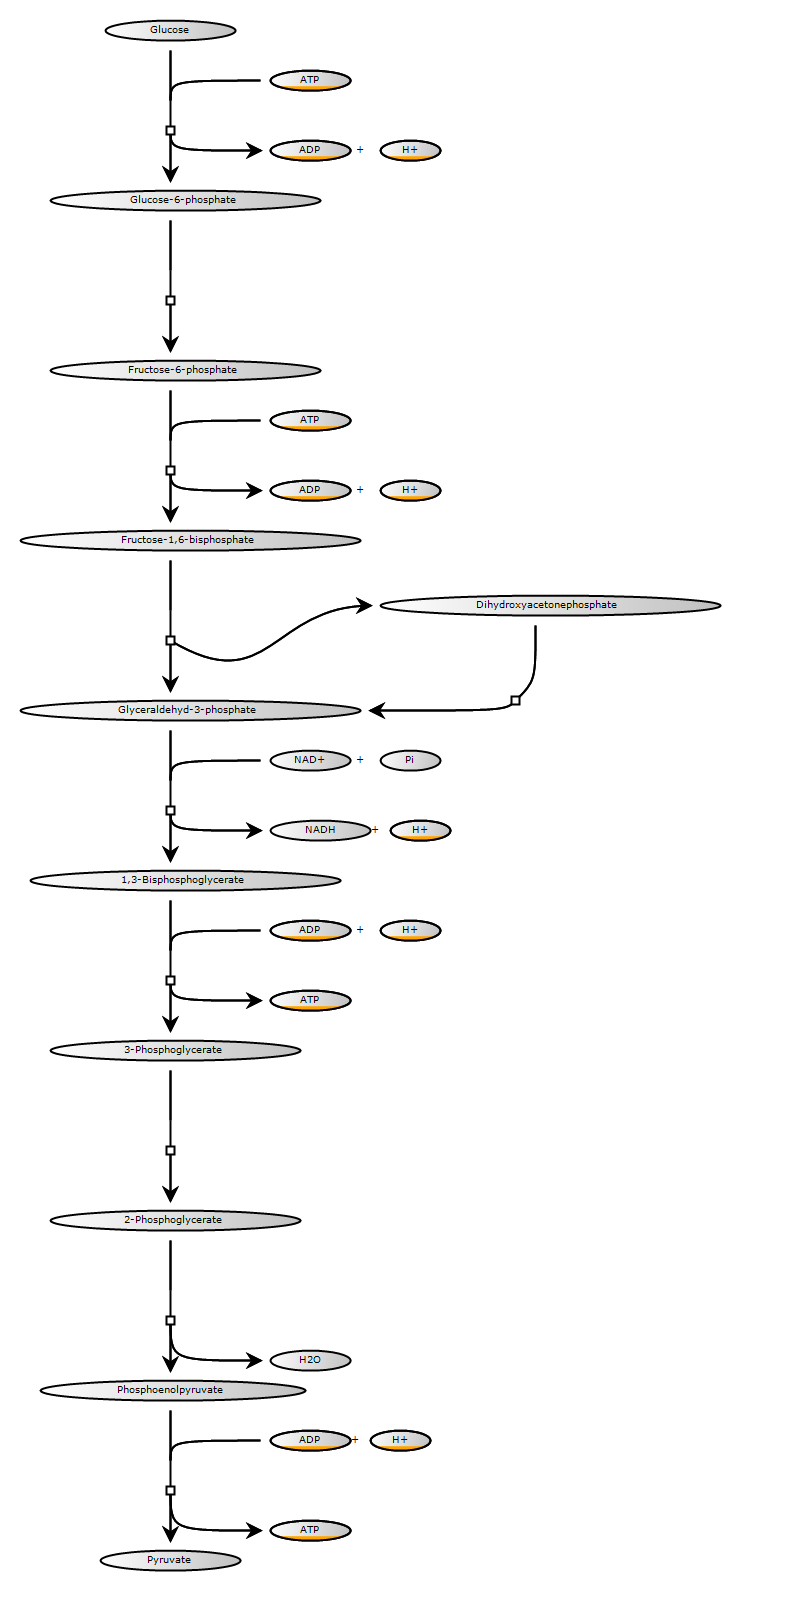 Glucose
ATP
ADP + H+
Glucose-6-phosphate
Fructose-6-phosphate
ATP
ADP + H+
Fructose-1,6-bisphosphate
Dihydroxyacetonephosphate
Glyceraldehyd-3-phosphate
NAD+ + Pi
NADH + H+
1,3-Bisphosphoglycerate
ADP + H+
ATP
3-Phosphoglycerate
2-Phosphoglycerate
H2O
Phosphoenolpyruvate
ADP + H+
ATP
Pyruvate